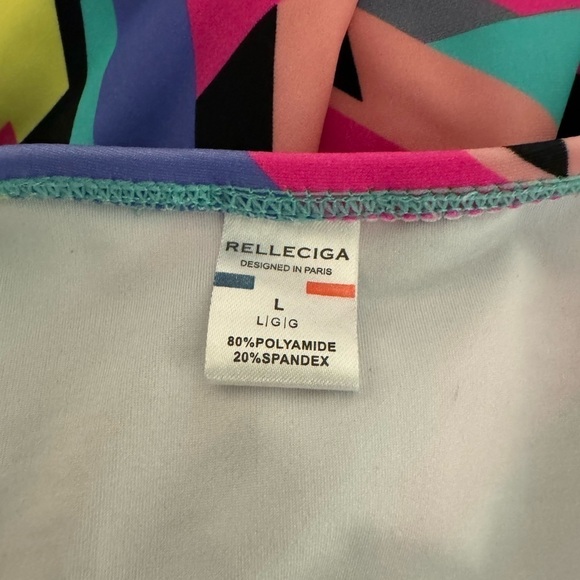 RELLECIGA
DESIGNED IN PARIS
L
L|G|G
80%POLYAMIDE
20%SPANDEX